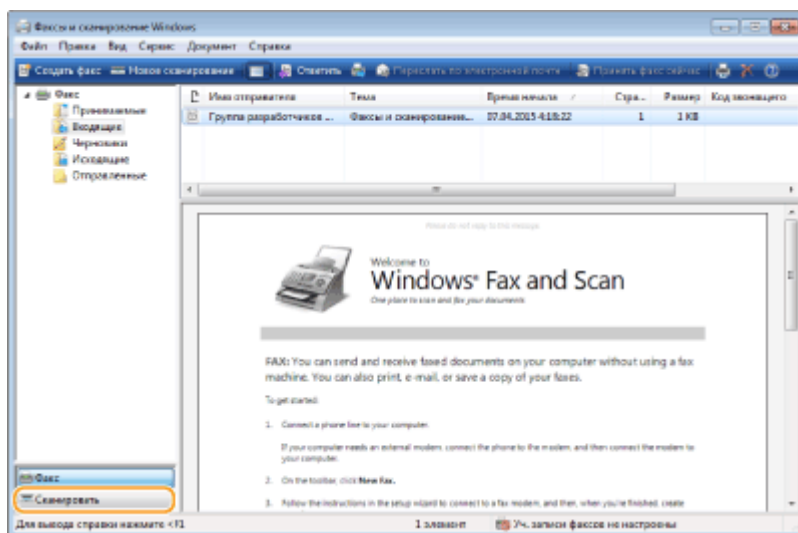 Факсы и сканирование Windows
Файл Правка Вид Сервис Документ Справка
Создать факс Новое сканирование Ответить Переслать по электронной почте Принять факс сейчас
Факс
Принимаемые
Входящие
Черновики
Исходящие
Отправленные
Имя отправителя Тема Время начала Стра... Размер Код звонящего
Группа разработчиков ... Факсы и сканирование... 07.04.2015 4:18:22 1 1 KB
Please do not reply to this message.
Welcome to
Windows® Fax and Scan
One place to scan and fax your documents
FAX: You can send and receive faxed documents on your computer without using a fax
machine. You can also print, e-mail, or save a copy of your faxes.
To get started:
1. Connect a phone line to your computer.
If your computer needs an external modem, connect the phone to the modem, and then connect the modem to
your computer.
2. On the toolbar, click New Fax.
3. Follow the instructions in the setup wizard to connect to a fax modem, and then, when you're finished, create
Факс
Сканировать
Для вывода справки нажмите <F1 1 элемент Уч. записи факсов не настроены